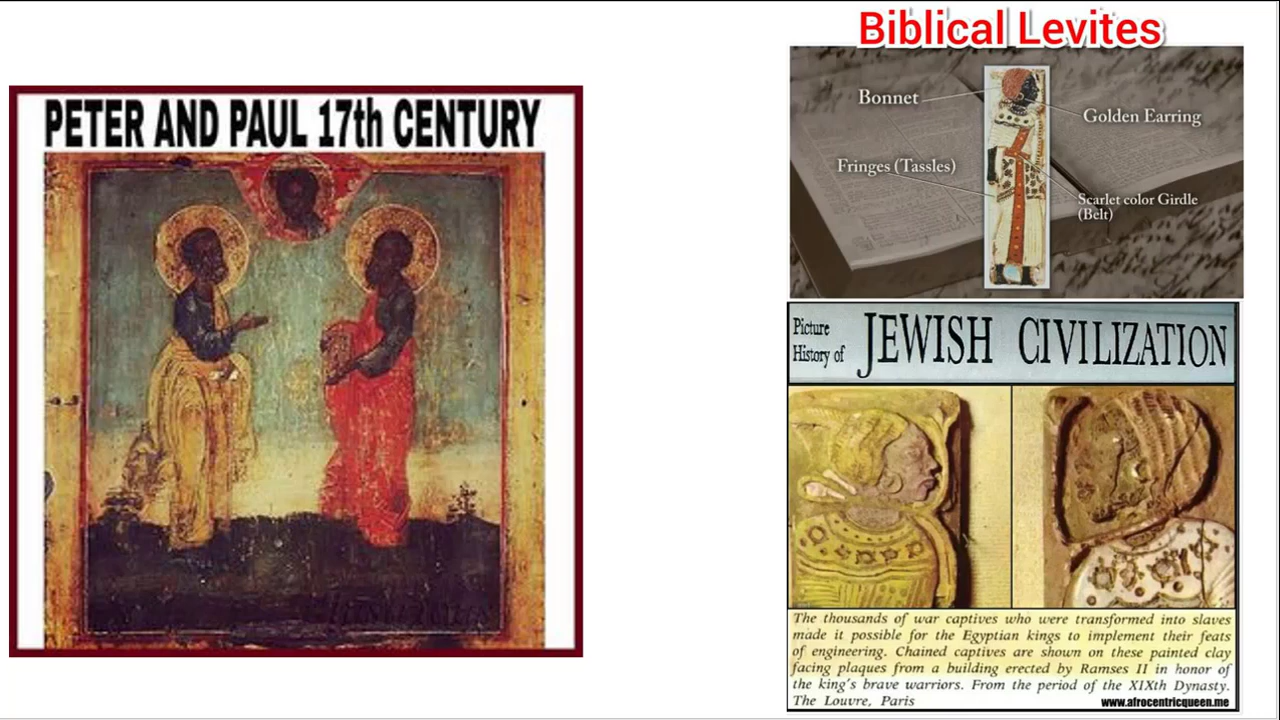 PETER AND PAUL 17th CENTURY
Biblical Levites
Bonnet
Golden Earring
Fringes (Tassles)
Scarlet color Girdle
(Belt)
Picture
History of
JEWISH CIVILIZATION
The thousands of war captives who were transformed into slaves
made it possible for the Egyptian kings to implement their feats
of engineering. Chained captives are shown on these painted clay
facing plaques from a building erected by Ramses II in honor of
the king's brave warriors. From the period of the XIXth Dynasty.
The Louvre, Paris
www.afrocentricqueen.me